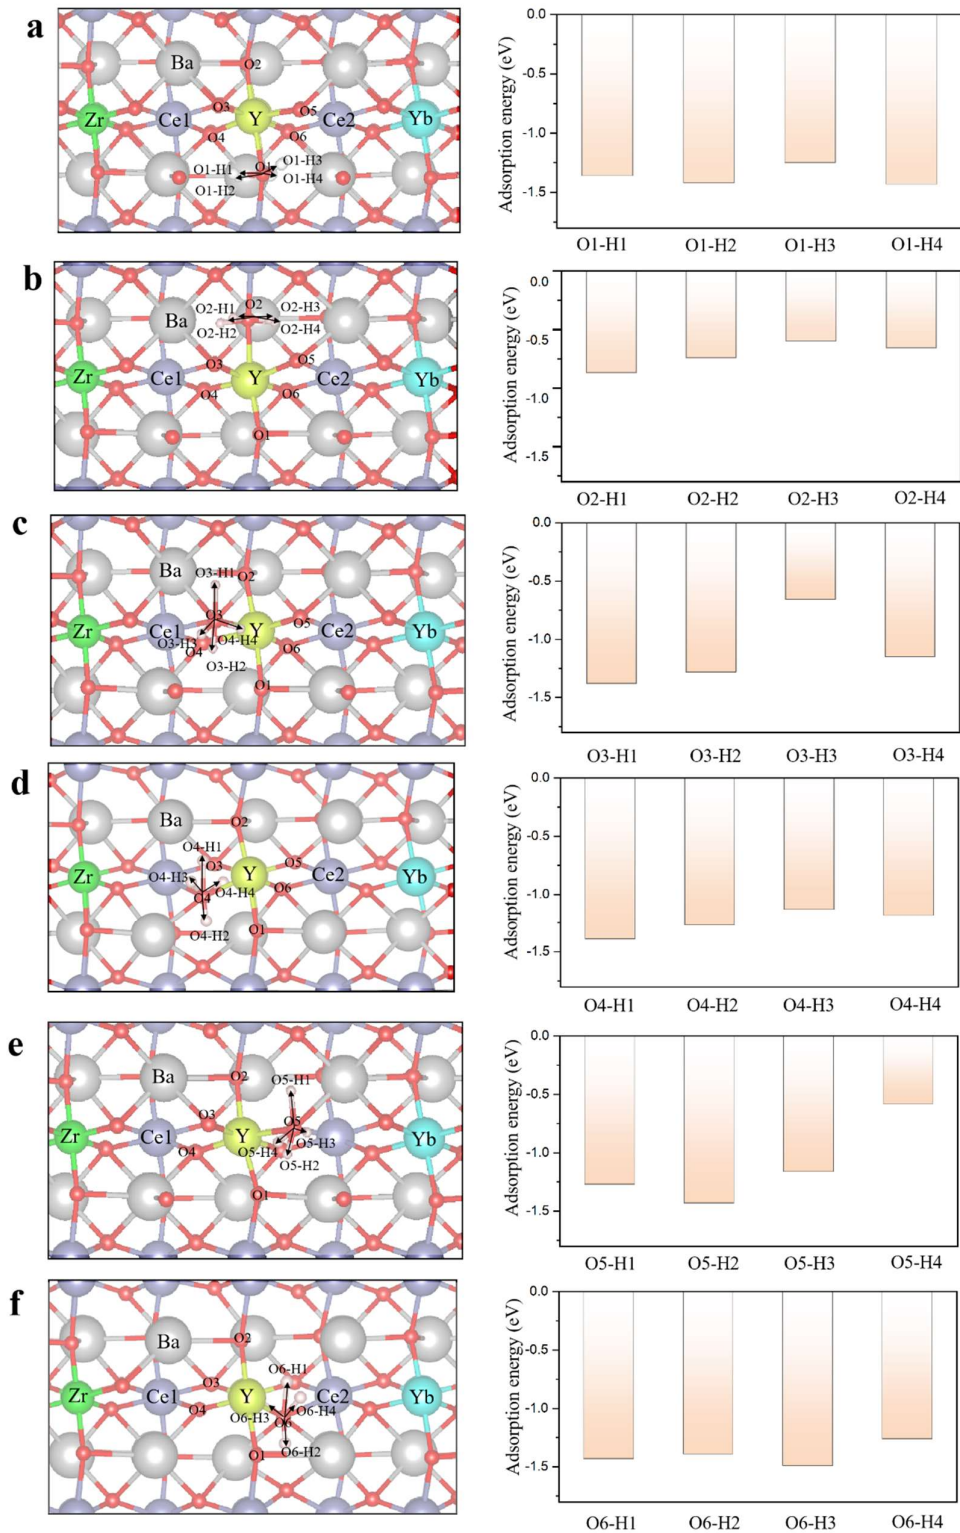 a
Ba
O2
Zr
Ce1
O3
Y
O5
Ce2
Yb
O4
O6
O1-H1
O1
O1-H3
O1-H2
O1-H4
Adsorption energy (eV)
0.0
-0.5
-1.0
-1.5
O1-H1 O1-H2 O1-H3 O1-H4
b
O2-H1
O2
O2-H3
Ba
O2-H2
O2-H4
Zr
Ce1
O3
Y
O5
Ce2
Yb
O4
O6
O1
Adsorption energy (eV)
0.0
-0.5
-1.0
-1.5
O2-H1 O2-H2 O2-H3 O2-H4
c
Ba
O3-H1
O2
Zr
Ce1
O3
Y
O5
Ce2
Yb
O3-H3
O4-H4
O4
O6
O3-H2
O1
Adsorption energy (eV)
0.0
-0.5
-1.0
-1.5
O3-H1 O3-H2 O3-H3 O3-H4
d
Ba
O2
O4-H1
Zr
O4-H3
O3
Y
O5
Ce2
Yb
O4
O4-H4
O6
O4-H2
O1
Adsorption energy (eV)
0.0
-0.5
-1.0
-1.5
O4-H1 O4-H2 O4-H3 O4-H4
e
Ba
O2
O5-H1
Zr
Ce1
O3
Y
O5
Yb
O4
O5-H4
O5-H3
O5-H2
O1
Adsorption energy (eV)
0.0
-0.5
-1.0
-1.5
O5-H1 O5-H2 O5-H3 O5-H4
f
Ba
O2
O6-H1
Zr
Ce1
O3
Y
Ce2
Yb
O4
O6-H3
O6
O6-H4
O1
O6-H2
Adsorption energy (eV)
0.0
-0.5
-1.0
-1.5
O6-H1 O6-H2 O6-H3 O6-H4